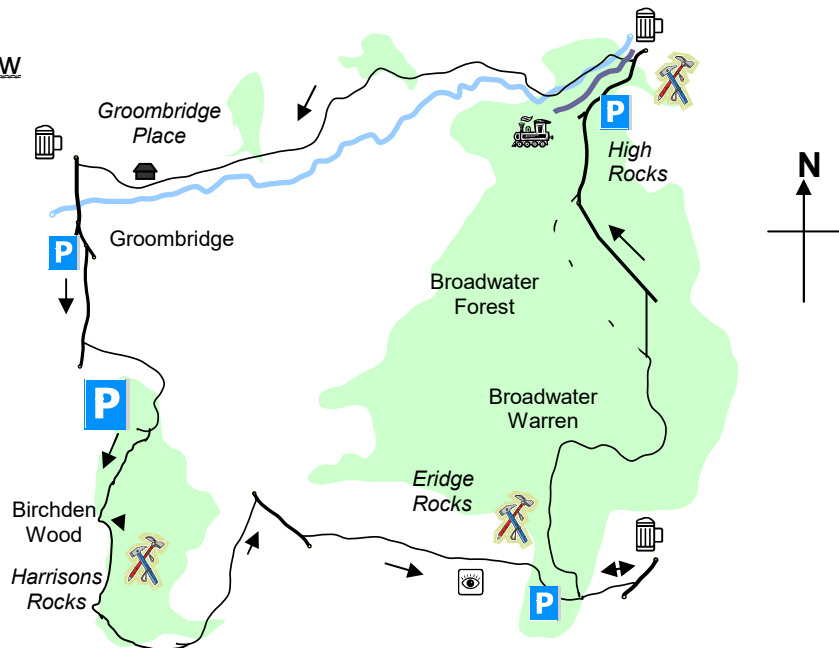 w
Groombridge
Place
P
High
Rocks
N
P
Groombridge
Broadwater
Forest
P
Broadwater
Warren
Eridge
Rocks
Birchden
Wood
Harrisons
Rocks
P